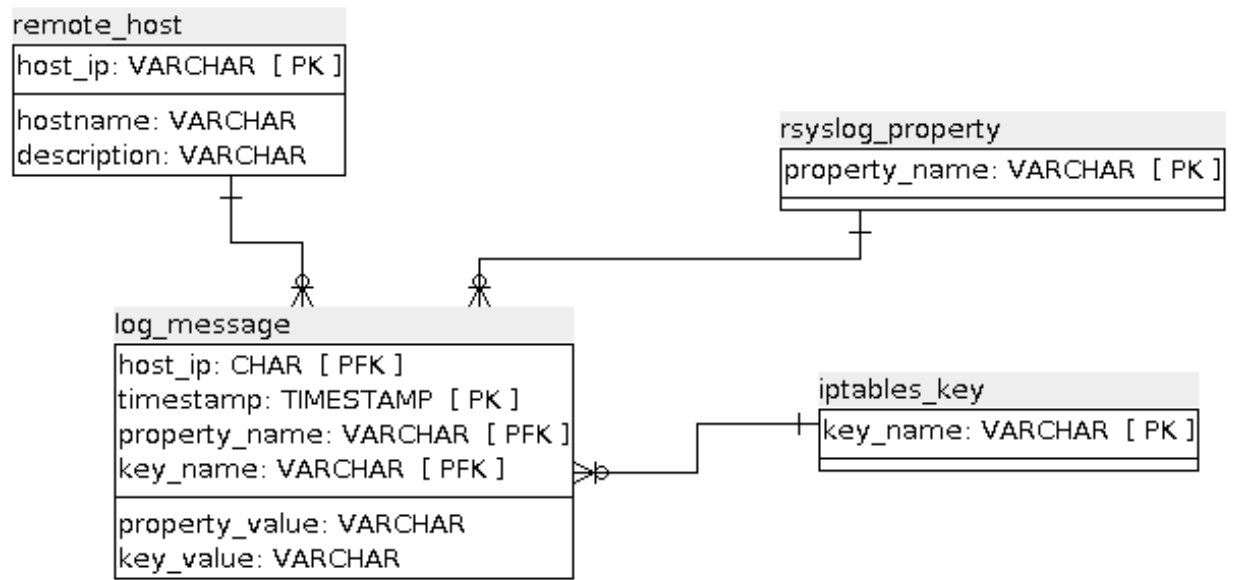 remote_host
host_ip: VARCHAR [ PK ]
hostname: VARCHAR
description: VARCHAR
rsyslog_property
property_name: VARCHAR [ PK ]
log_message
host_ip: CHAR [ PFK ]
timestamp: TIMESTAMP [ PK ]
property_name: VARCHAR [ PFK ]
key_name: VARCHAR [ PFK ]
property_value: VARCHAR
key_value: VARCHAR
iptables_key
key_name: VARCHAR [ PK ]